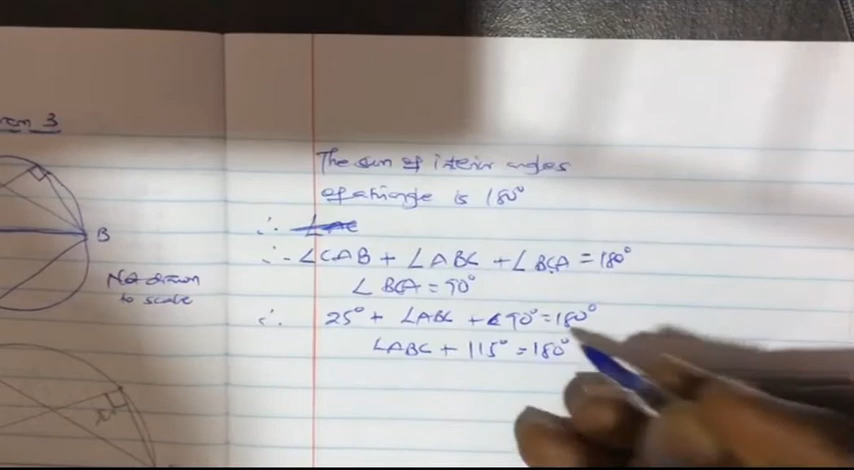 3
B
Not drawn
to scale
The sum of interior angles
of a triangle is 180°
∴
∴ ∠CAB + ∠ABC + ∠BCA = 180°
∠BCA = 90°
∴ 25° + ∠ABC + 90° = 180°
∠ABC + 115° = 180°